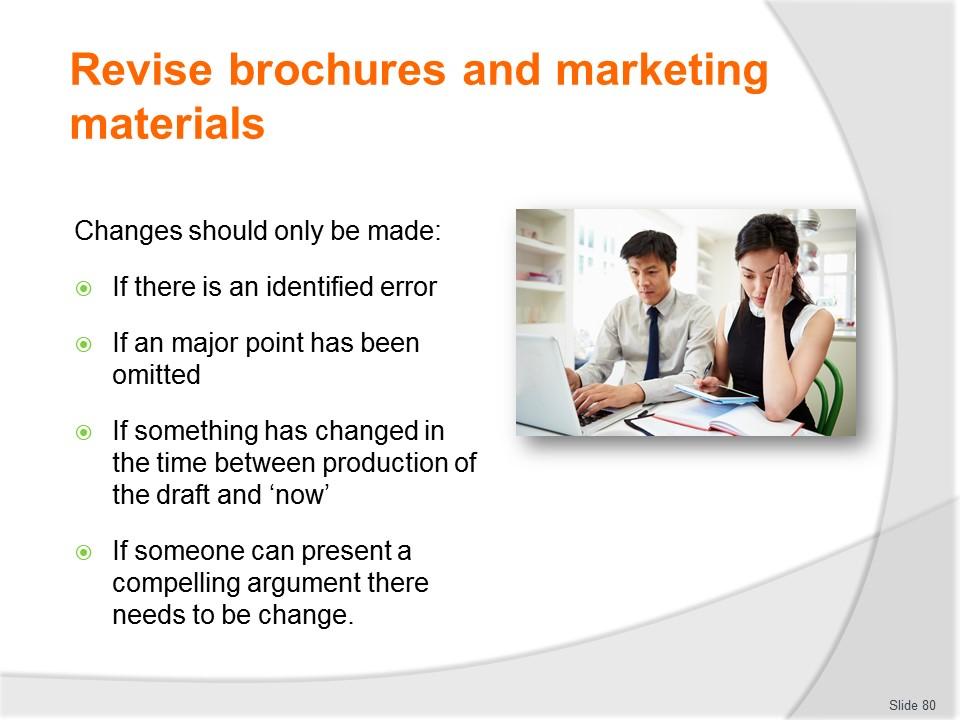 Revise brochures and marketing
materials
Changes should only be made:
If there is an identified error
If an major point has been
omitted
If something has changed in
the time between production of
the draft and ‘now’
If someone can present a
compelling argument there
needs to be change.
Slide 80